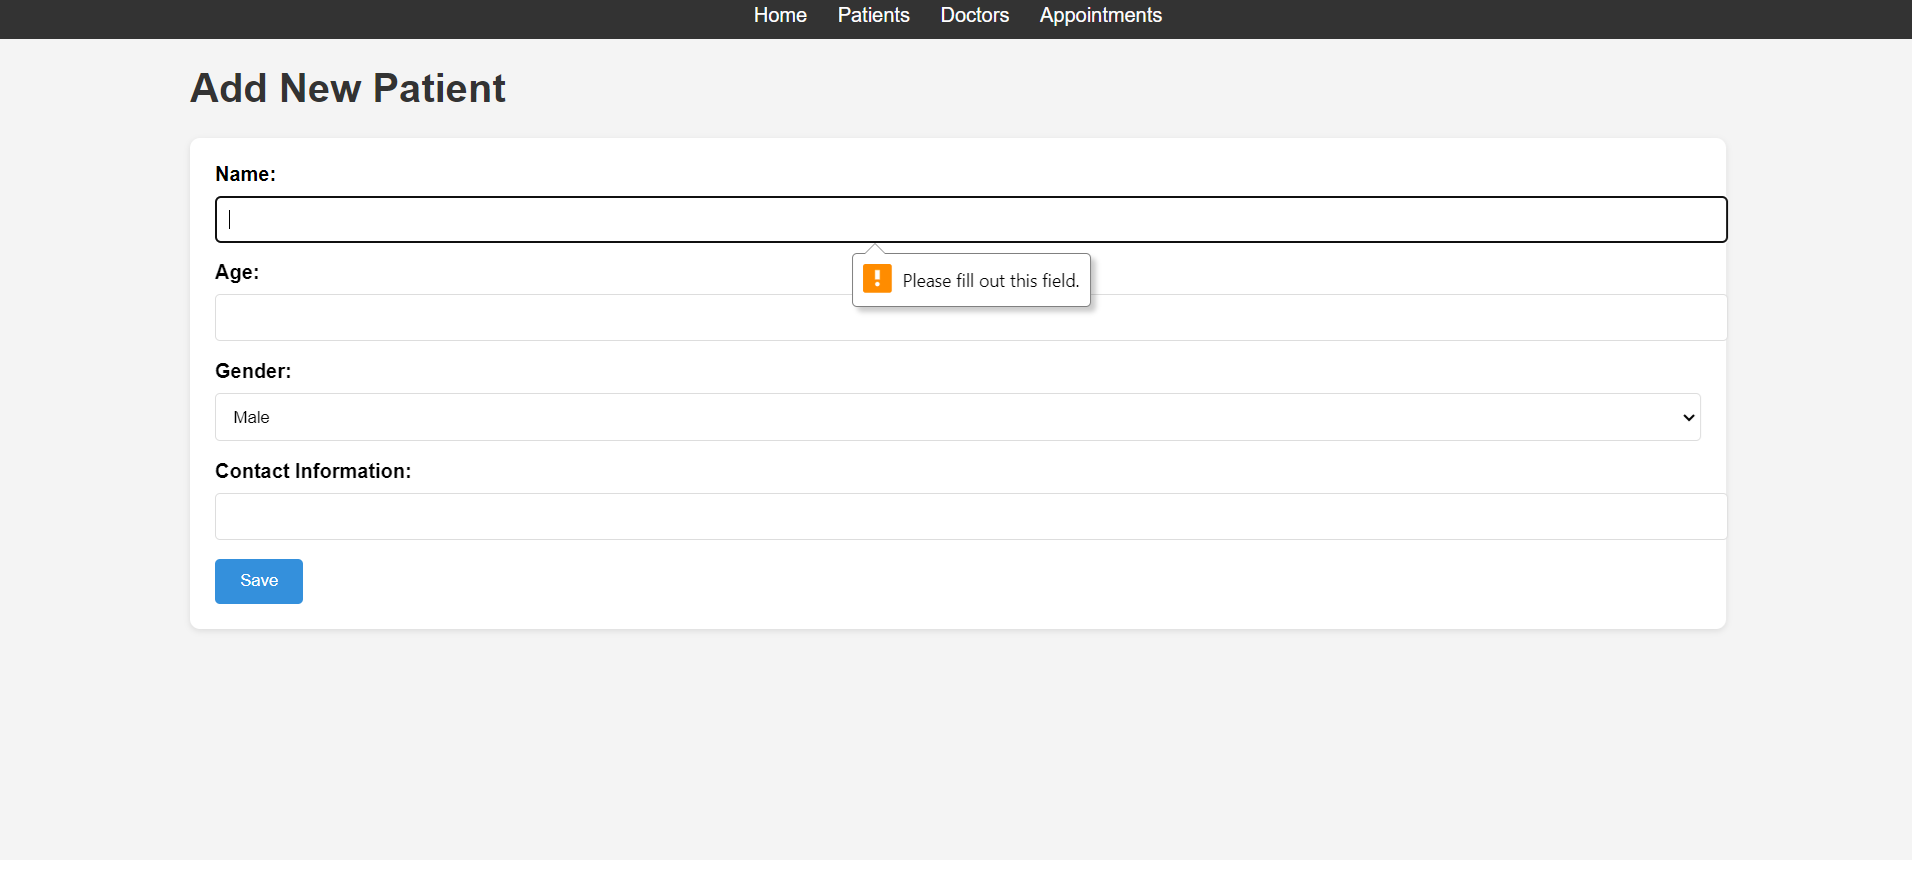 Home Patients Doctors Appointments
Add New Patient
Name:
Please fill out this field.
Age:
Gender:
Male
Contact Information:
Save